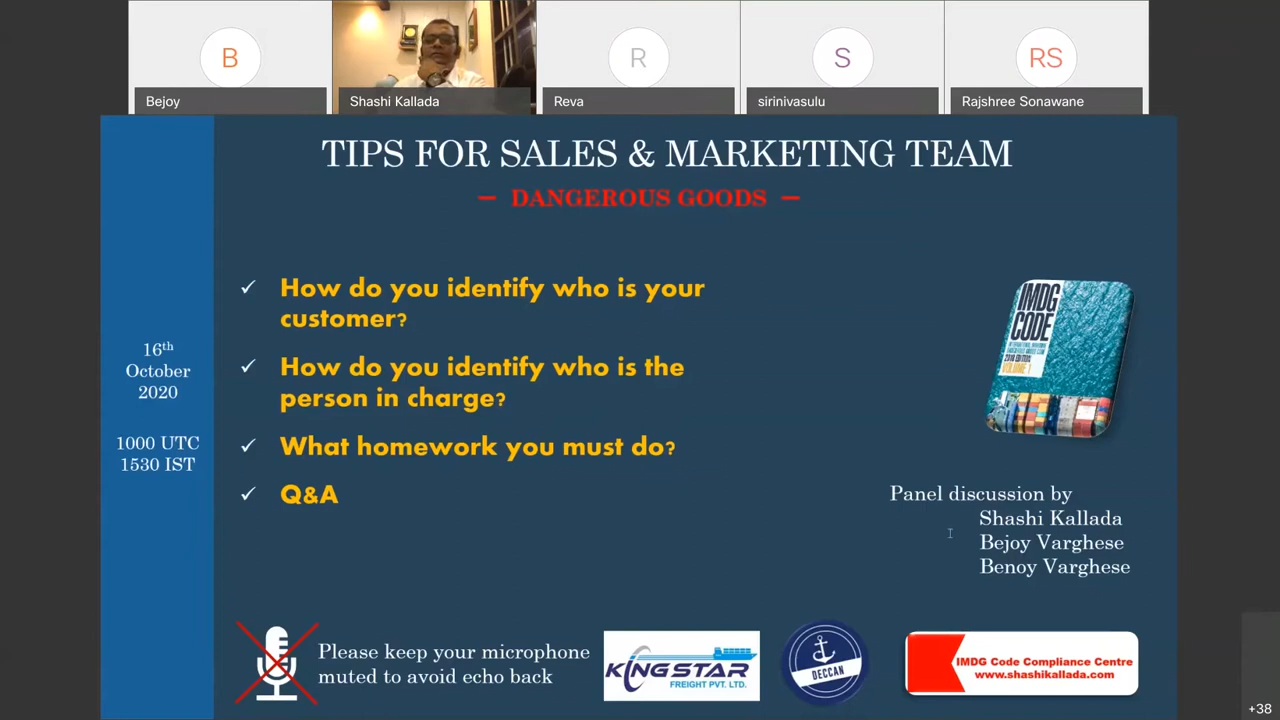 B
R
S
RS
Bejoy
Shashi Kallada
Reva
sirinivasulu
Rajshree Sonawane
TIPS FOR SALES & MARKETING TEAM
— DANGEROUS GOODS —
16th
October
2020
1000 UTC
1530 IST
✓ How do you identify who is your
customer?
✓ How do you identify who is the
person in charge?
✓ What homework you must do?
✓ Q&A
IMDG
CODE
2018 EDITION
VOLUME 1
Panel discussion by
Shashi Kallada
Bejoy Varghese
Benoy Varghese
Please keep your microphone
muted to avoid echo back
KINGSTAR
FREIGHT PVT. LTD.
DECCAN
IMDG Code Compliance Centre
www.shashikallada.com
+38